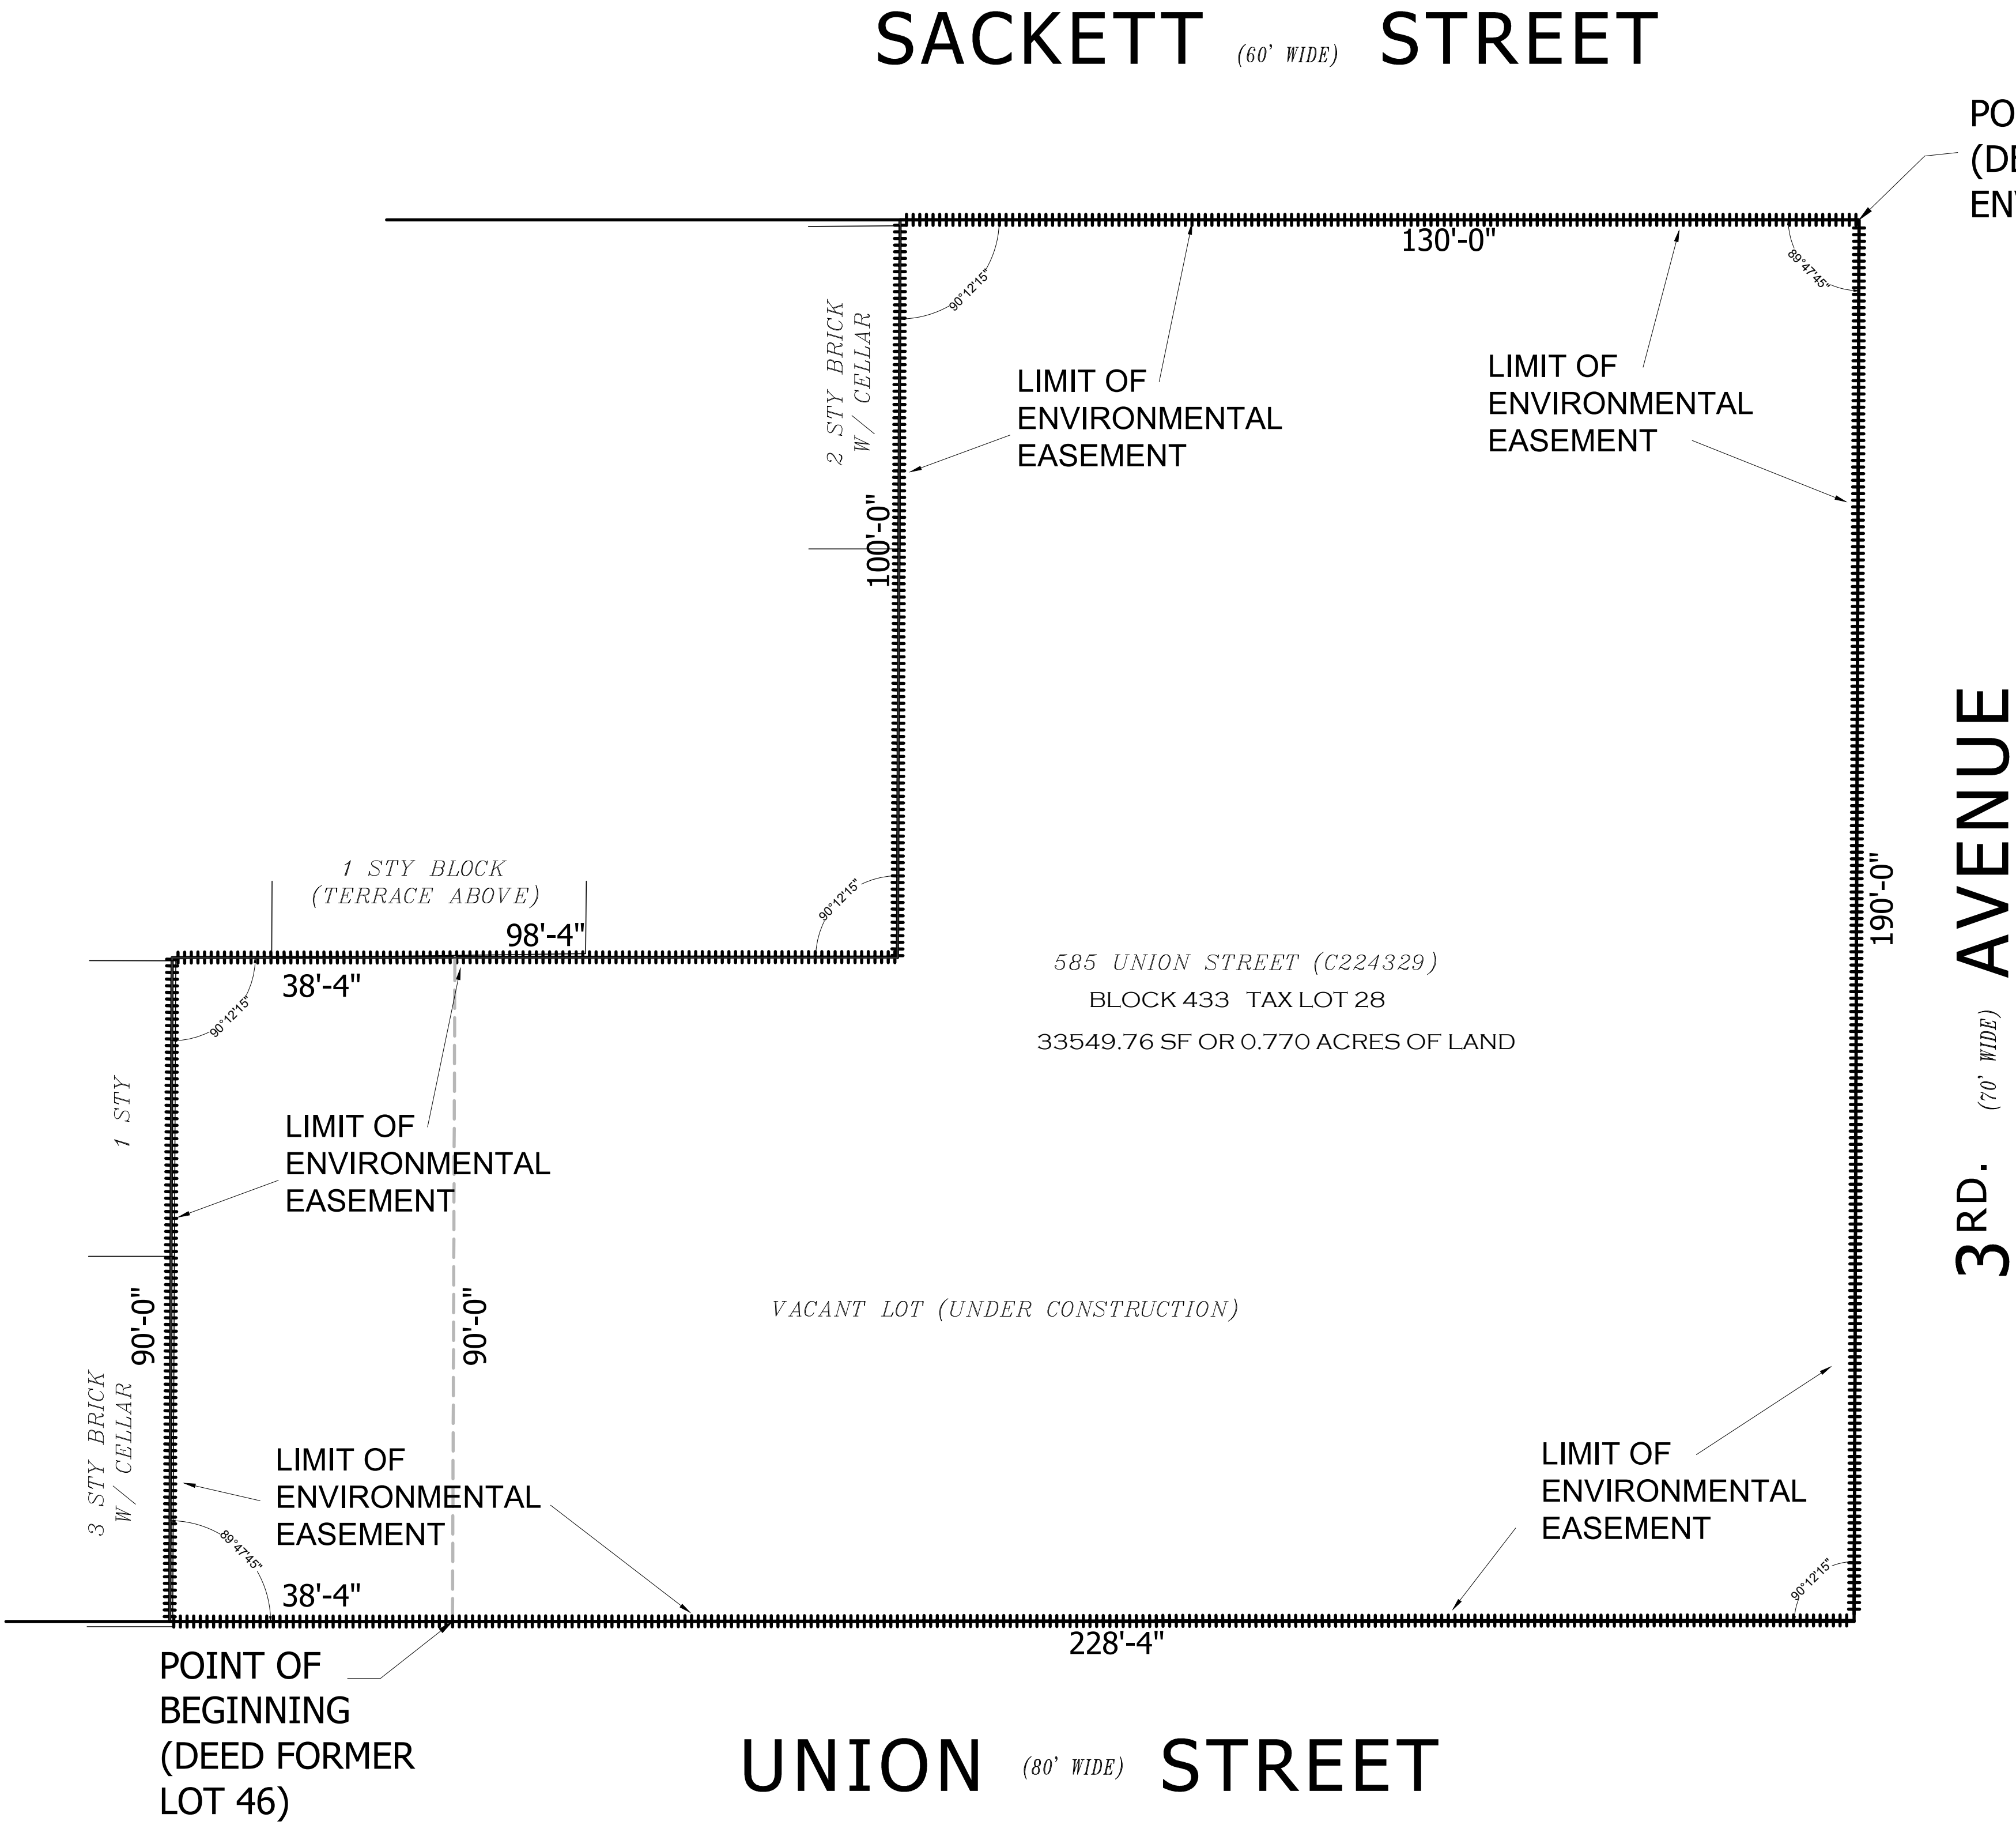 SACKETT (60' WIDE) STREET
PO
(DE
EN
130'-0"
90°12'15"
89°47'45"
2 STY BRICK
W/ CELLAR
LIMIT OF
ENVIRONMENTAL
EASEMENT
LIMIT OF
ENVIRONMENTAL
EASEMENT
100'-0"
1 STY BLOCK
(TERRACE ABOVE)
98'-4"
90°12'15"
38'-4"
90°12'15"
585 UNION STREET (C224329)
BLOCK 433 TAX LOT 28
33549.76 SF OR 0.770 ACRES OF LAND
190'-0"
3RD. (70' WIDE) AVENUE
1 STY
LIMIT OF
ENVIRONMENTAL
EASEMENT
90'-0"
90'-0"
VACANT LOT (UNDER CONSTRUCTION)
3 STY BRICK
W/ CELLAR
LIMIT OF
ENVIRONMENTAL
EASEMENT
LIMIT OF
ENVIRONMENTAL
EASEMENT
89°47'45"
90°12'15"
38'-4"
228'-4"
POINT OF
BEGINNING
(DEED FORMER
LOT 46)
UNION (80' WIDE) STREET